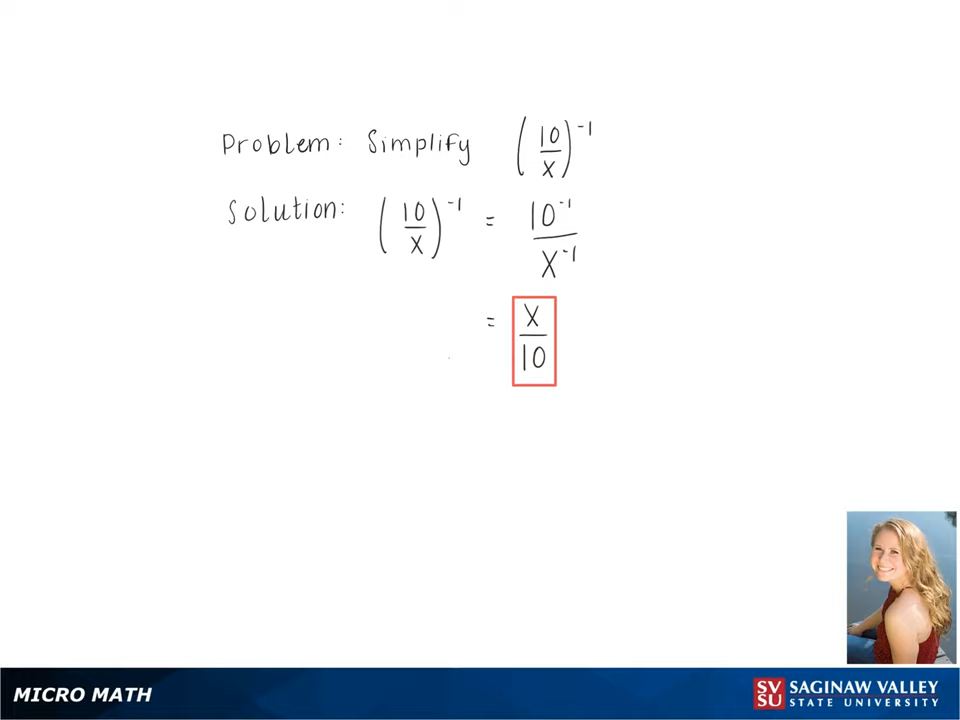 Problem: Simplify (10/x)⁻¹
Solution: (10/x)⁻¹ = 10⁻¹/x⁻¹
= x/10
MICRO MATH
SV SU SAGINAW VALLEY
STATE UNIVERSITY